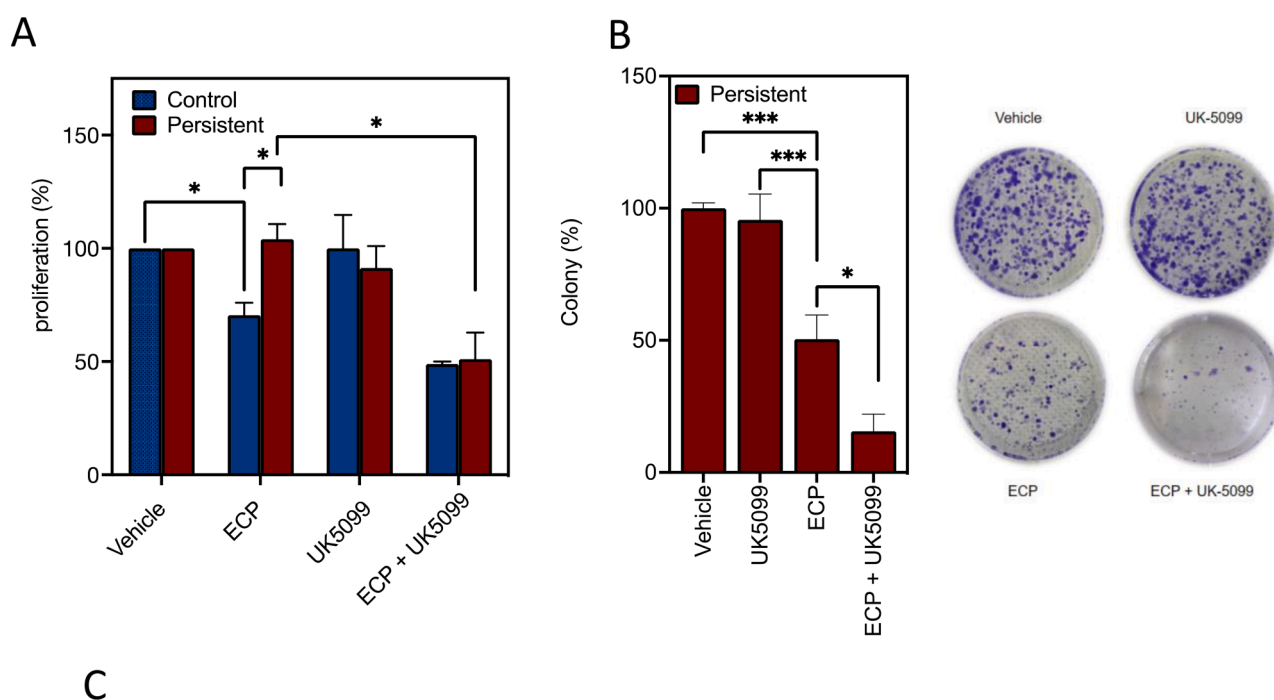 A
proliferation (%)
150
100
50
0
Control
Persistent
*
*
*
Vehicle
ECP
UK5099
ECP + UK5099
B
Colony (%)
150
100
50
0
Persistent
***
***
*
Vehicle
UK5099
ECP
ECP + UK5099
Vehicle
UK-5099
ECP
ECP + UK-5099
C